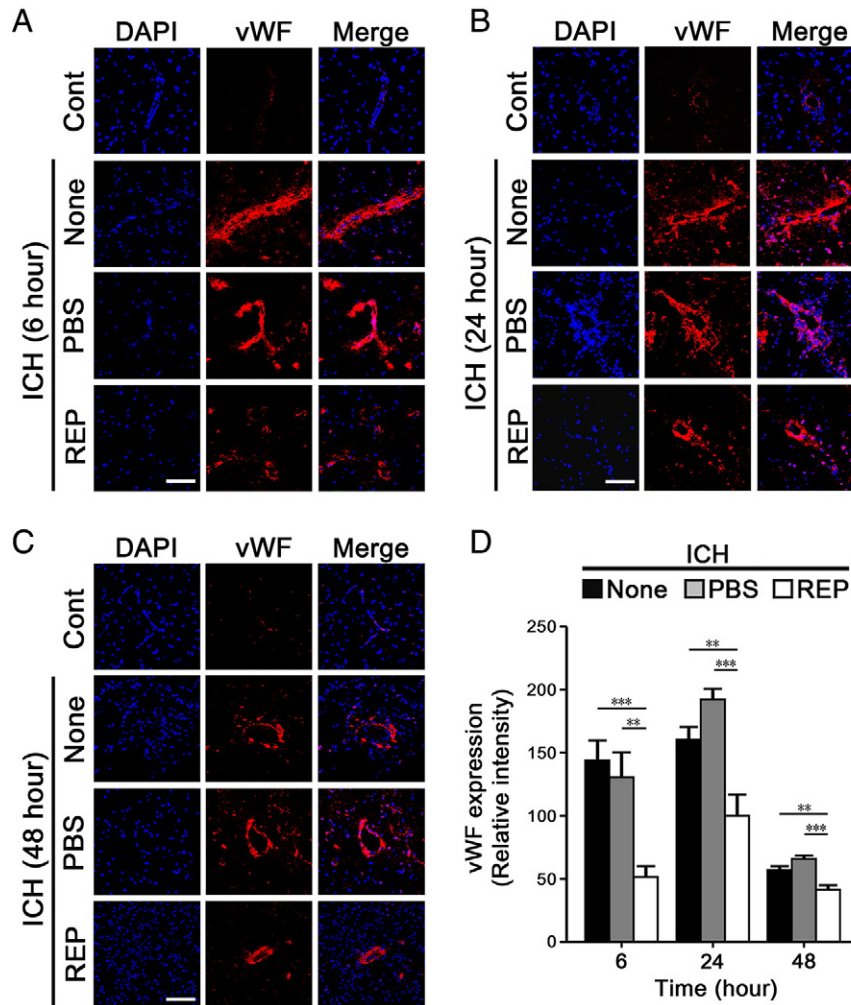 A
DAPI vWF Merge
Cont
ICH (6 hour)
None
PBS
REP
B
DAPI vWF Merge
Cont
ICH (24 hour)
None
PBS
REP
C
DAPI vWF Merge
Cont
ICH (48 hour)
None
PBS
REP
D
ICH
None PBS REP
vWF expression
(Relative intensity)
250
200
150
100
50
0
*** 
**
**
***
**
***
6 24 48
Time (hour)